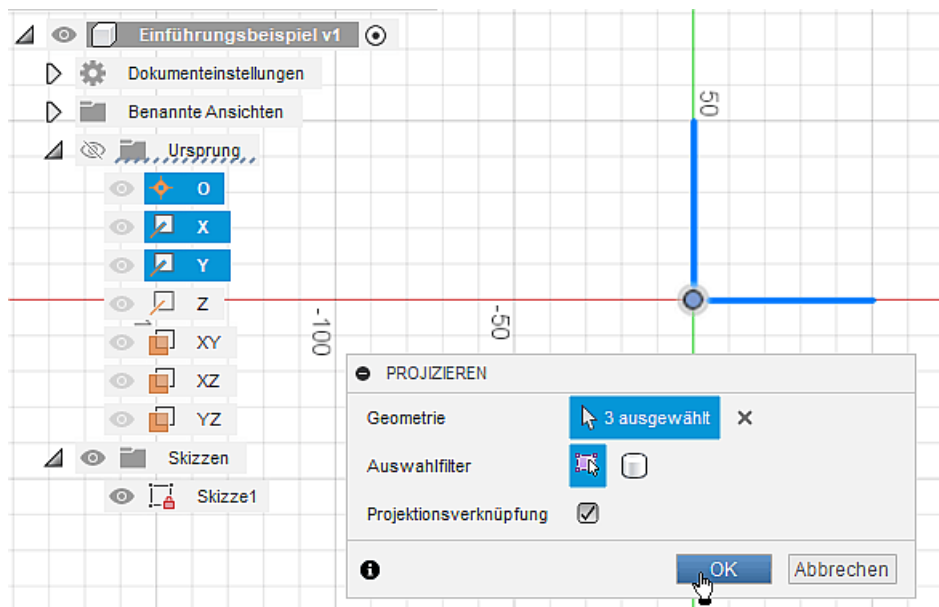 Einführungsbeispiel v1
Dokumenteinstellungen
Benannte Ansichten
50
Ursprung
O
X
Y
Z
XY
-100
-50
XZ
YZ
Skizzen
Skizze1
PROJIZIEREN
Geometrie
3 ausgewählt
Auswahlfilter
Projektionsverknüpfung
OK
Abbrechen